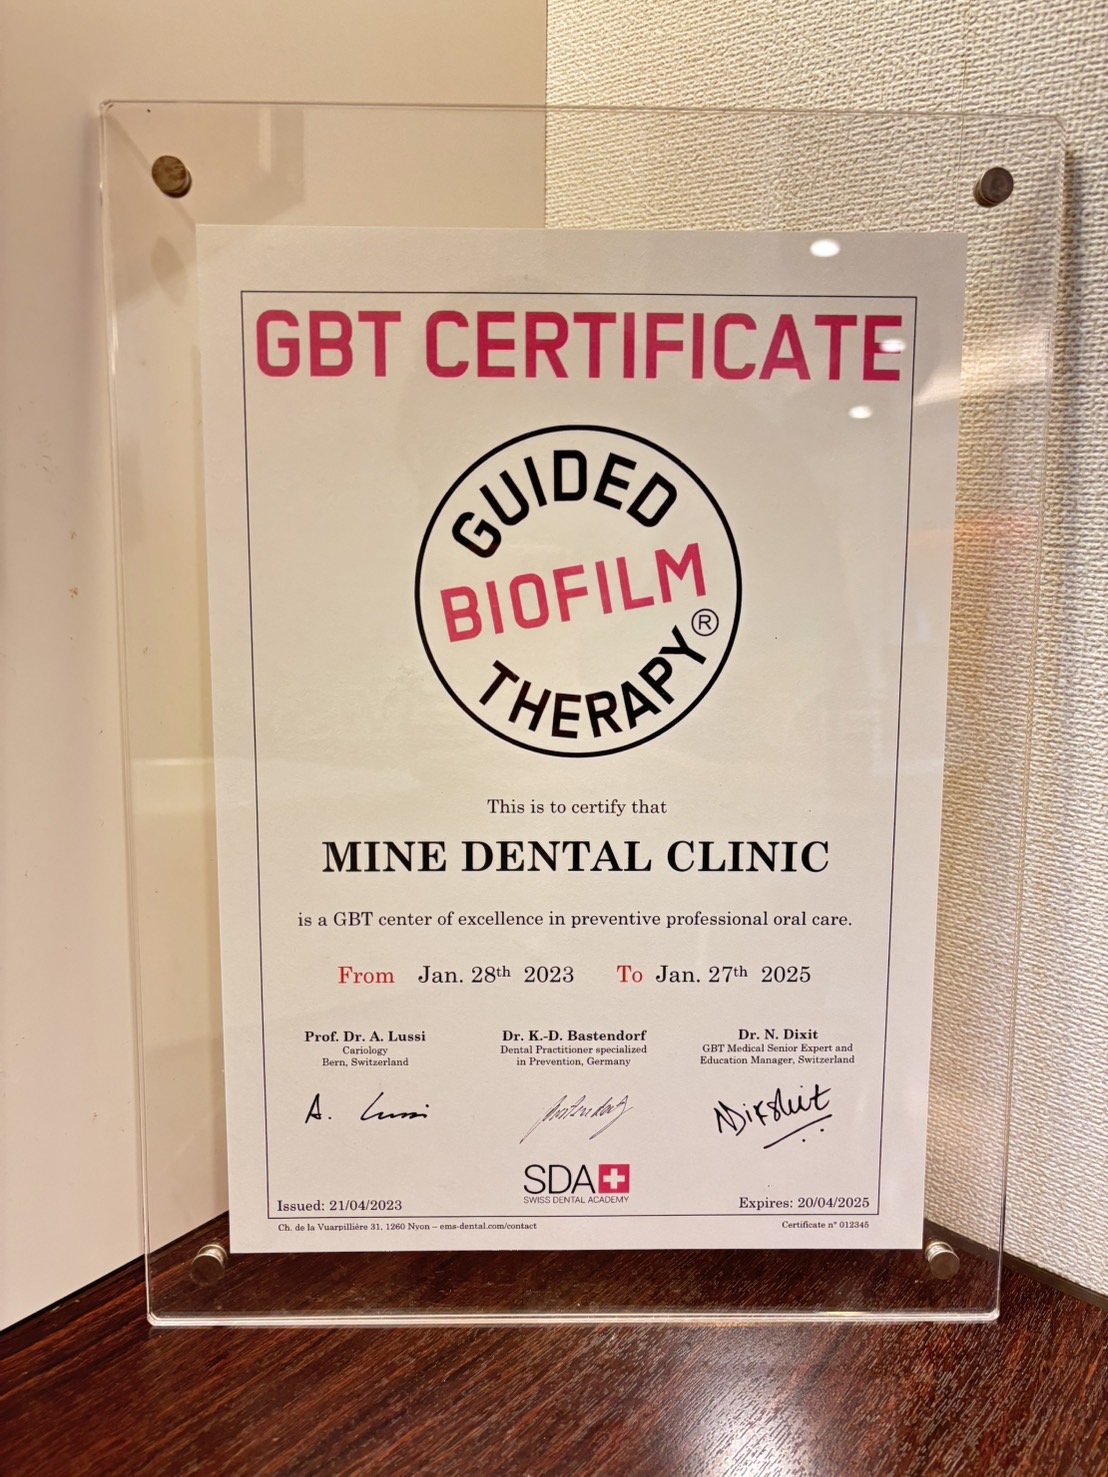 GBT CERTIFICATE
GUIDED
BIOFILM
THERAPY®
This is to certify that
MINE DENTAL CLINIC
is a GBT center of excellence in preventive professional oral care.
From Jan. 28th 2023 To Jan. 27th 2025
Prof. Dr. A. Lussi
Cariology
Bern, Switzerland
A. Lussi
Dr. K.-D. Bastendorf
Dental Practitioner specialized
in Prevention, Germany
Bastendorf
Dr. N. Dixit
GBT Medical Senior Expert and
Education Manager, Switzerland
NDixit
SDA
SWISS DENTAL ACADEMY
Issued: 21/04/2023
Expires: 20/04/2025
Ch. de la Vuarpillière 31, 1260 Nyon – ems-dental.com/contact
Certificate n° 012345